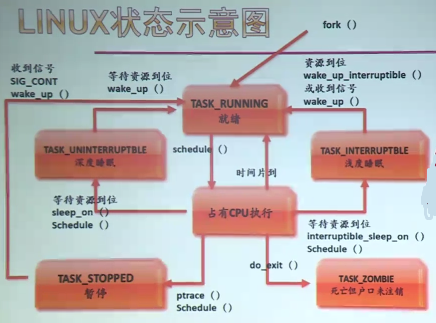 LINUX状态示意图
fork （）
收到信号
SIG_CONT
wake_up （）
等待资源到位
wake_up （）
资源到位
wake_up_interruptible （）
或收到信号
wake_up （）
TASK_RUNNING
就绪
TASK_UNINTERRUPTBLE
深度睡眠
schedule （）
时间片到
TASK_INTERRUPTBLE
浅度睡眠
等待资源到位
sleep_on （）
Schedule （）
占有CPU执行
等待资源到位
interruptible_sleep_on （）
Schedule （）
TASK_STOPPED
暂停
ptrace （）
Schedule （）
do_exit （）
TASK_ZOMBIE
死亡但户口未注销